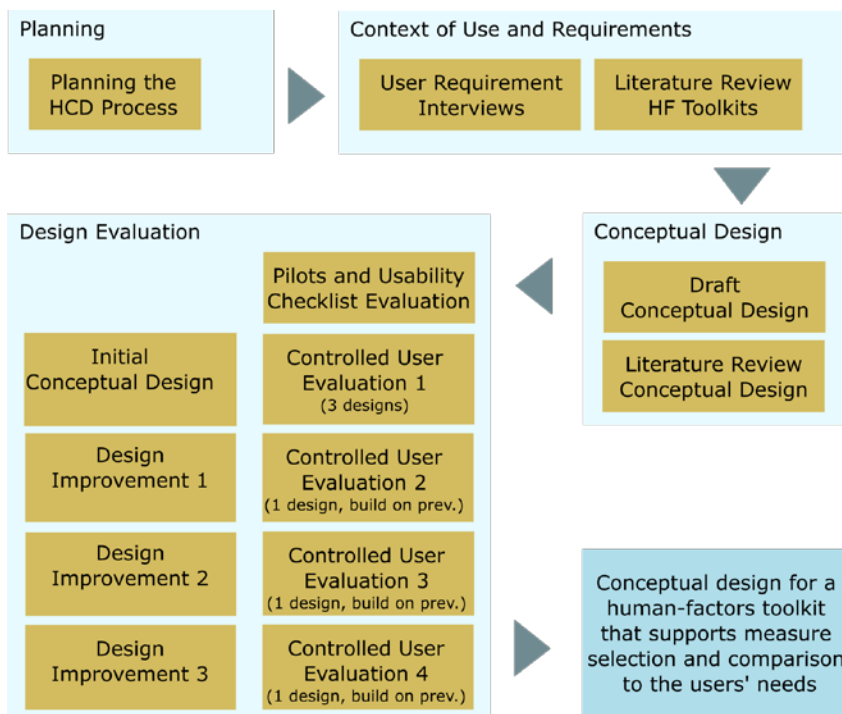 Planning
Planning the
HCD Process
Context of Use and Requirements
User Requirement
Interviews
Literature Review
HF Toolkits
Conceptual Design
Draft
Conceptual Design
Literature Review
Conceptual Design
Design Evaluation
Pilots and Usability
Checklist Evaluation
Initial
Conceptual Design
Controlled User
Evaluation 1
(3 designs)
Design
Improvement 1
Controlled User
Evaluation 2
(1 design, build on prev.)
Design
Improvement 2
Controlled User
Evaluation 3
(1 design, build on prev.)
Design
Improvement 3
Controlled User
Evaluation 4
(1 design, build on prev.)
Conceptual design for a
human-factors toolkit
that supports measure
selection and comparison
to the users' needs